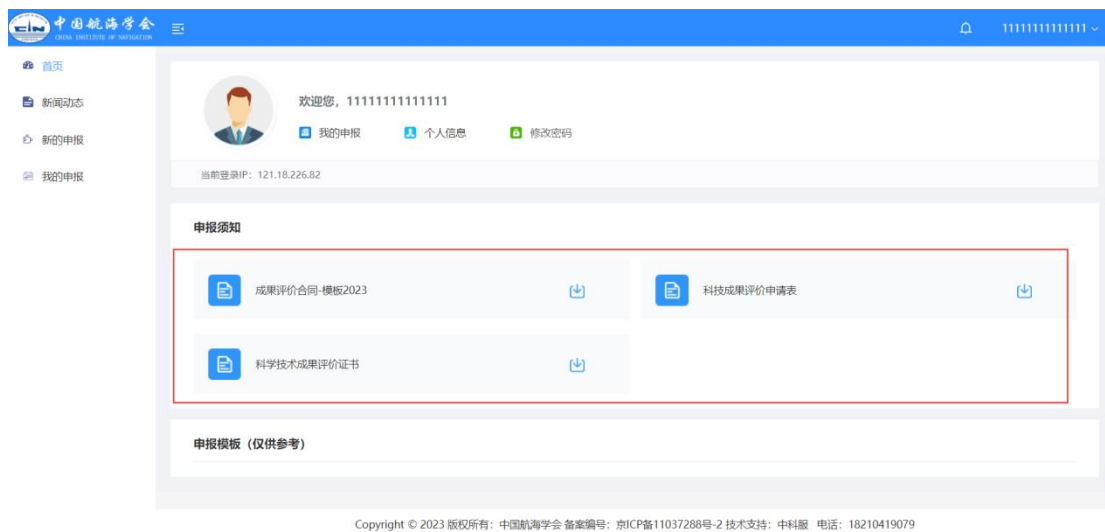 中国航海学会
CHINA INSTITUTE OF NAVIGATION
11111111111111
首页
新闻动态
新的申报
我的申报
欢迎您，11111111111111
我的申报 个人信息 修改密码
当前登录IP：121.18.226.82
申报须知
成果评价合同-模板2023
科技成果评价申请表
科学技术成果评价证书
申报模板（仅供参考）
Copyright © 2023 版权所有：中国航海学会 备案编号：京ICP备11037288号-2 技术支持：中科服 电话：18210419079